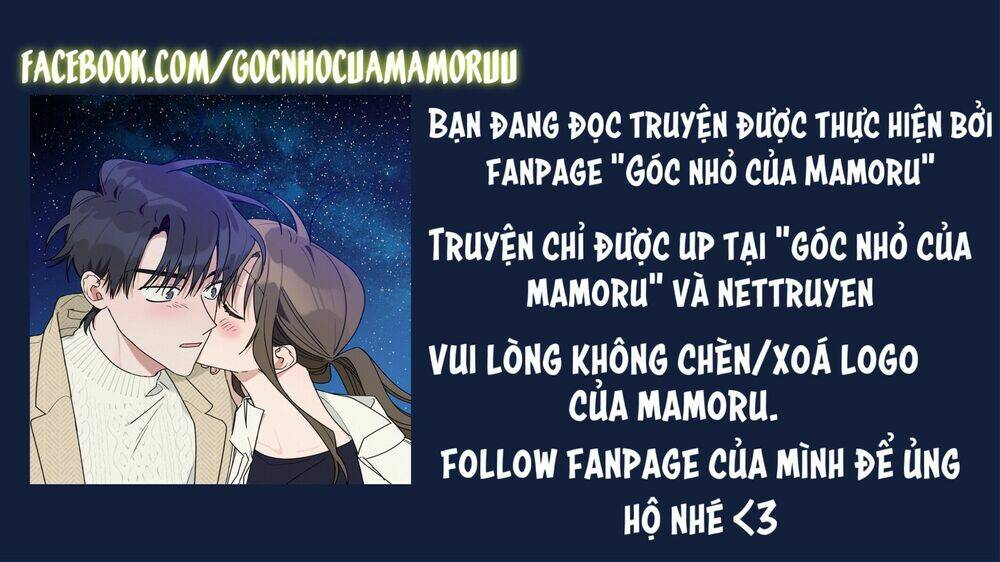 FACEBOOK.COM/GOCNHOCUAMAMORUU
BẠN ĐANG ĐỌC TRUYỆN ĐƯỢC THỰC HIỆN BỞI
FANPAGE "GÓC NHỎ CỦA MAMORU"
TRUYỆN CHỈ ĐƯỢC UP TẠI "GÓC NHỎ CỦA
MAMORU" VÀ NETTRUYEN
VUI LÒNG KHÔNG CHÈN/XOÁ LOGO
CỦA MAMORU.
FOLLOW FANPAGE CỦA MÌNH ĐỂ ỦNG
HỘ NHÉ <3